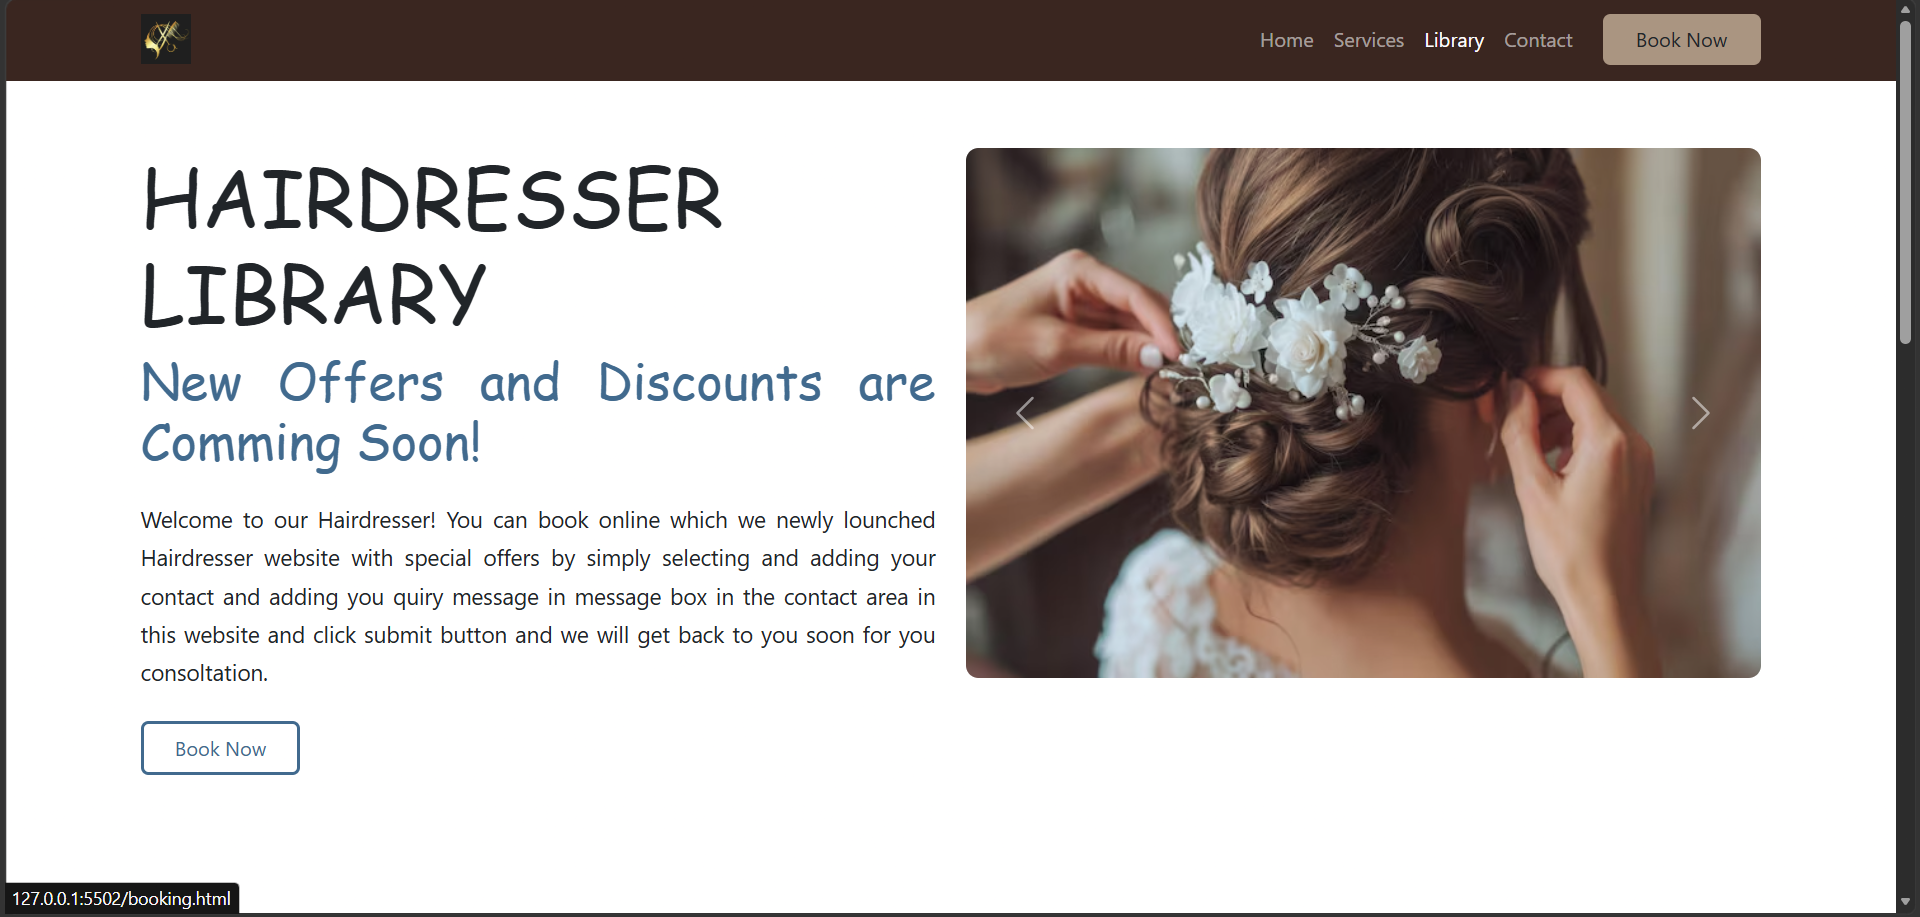 Home Services Library Contact Book Now
HAIRDRESSER
LIBRARY
New Offers and Discounts are
Comming Soon!
Welcome to our Hairdresser! You can book online which we newly lounched
Hairdresser website with special offers by simply selecting and adding your
contact and adding you quiry message in message box in the contact area in
this website and click submit button and we will get back to you soon for you
consoltation.
Book Now
127.0.0.1:5502/booking.html